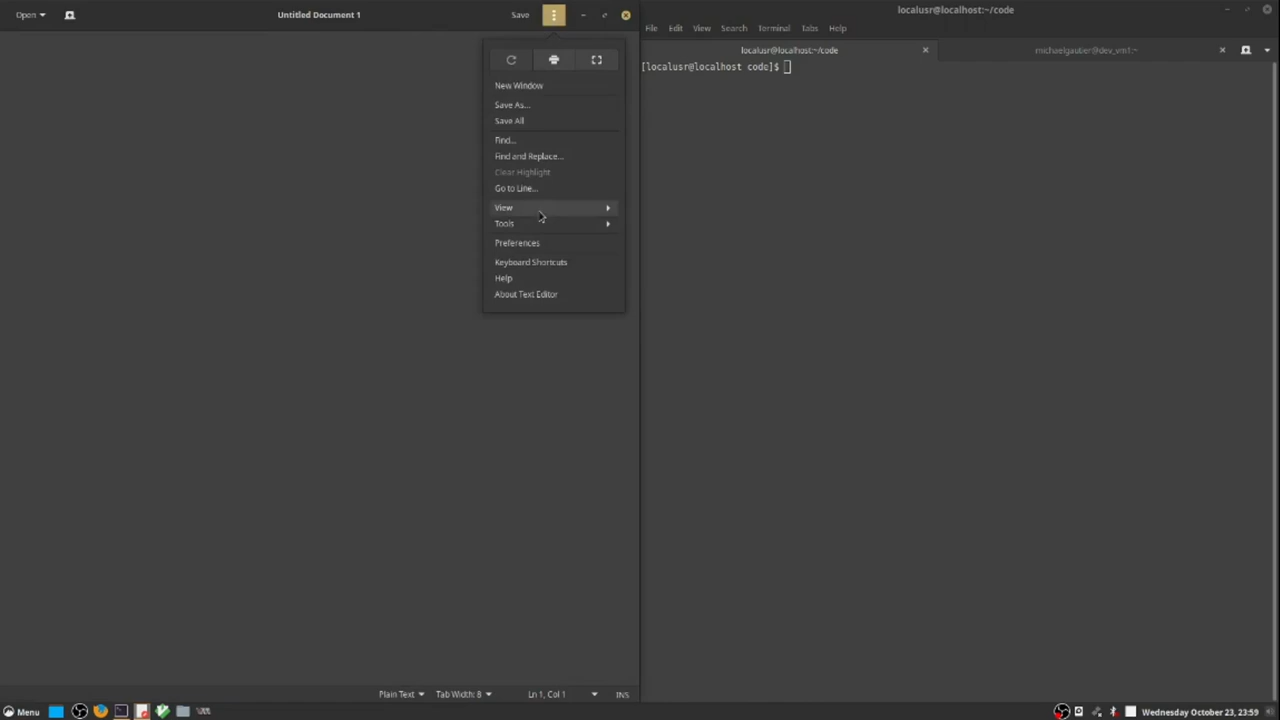 Open
Untitled Document 1
Save
New Window
Save As...
Save All
Find...
Find and Replace...
Clear Highlight
Go to Line...
View
Tools
Preferences
Keyboard Shortcuts
Help
About Text Editor
Plain Text
Tab Width: 8
Ln 1, Col 1
INS
localusr@localhost:~/code
File Edit View Search Terminal Tabs Help
localusr@localhost:~/code
michaelgauber@dev_vm1:~
[localusr@localhost code]$
Menu
Wednesday October 23, 23:59